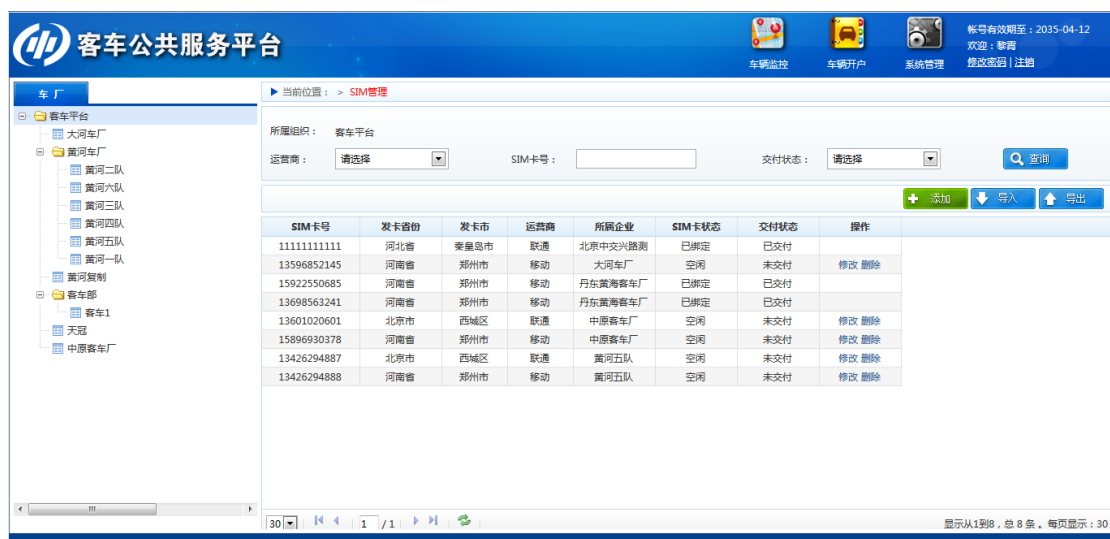 客车公共服务平台
车辆监控 车辆开户 系统管理
帐号有效期至：2035-04-12
欢迎：黎霄
修改密码 | 注销
车厂
当前位置： > SIM管理
客车平台
大河车厂
黄河车厂
黄河二队
黄河六队
黄河三队
黄河四队
黄河五队
黄河一队
黄河复制
客车部
客车1
天冠
中原客车厂
所属组织： 客车平台
运营商： 请选择 SIM卡号： 交付状态： 请选择 查询
添加 导入 导出
SIM卡号 发卡省份 发卡市 运营商 所属企业 SIM卡状态 交付状态 操作
11111111111 河北省 秦皇岛市 联通 北京中交兴路测 已绑定 已交付
13596852145 河南省 郑州市 移动 大河车厂 空闲 未交付 修改 删除
15922550685 河南省 郑州市 移动 丹东黄海客车厂 已绑定 已交付
13698563241 河南省 郑州市 移动 丹东黄海客车厂 已绑定 已交付
13601020601 北京市 西城区 联通 中原客车厂 空闲 未交付 修改 删除
15896930378 河南省 郑州市 移动 中原客车厂 空闲 未交付 修改 删除
13426294887 北京市 西城区 联通 黄河五队 空闲 未交付 修改 删除
13426294888 河南省 郑州市 移动 黄河五队 空闲 未交付 修改 删除
30 1 /1 显示从1到8，总 8 条 。每页显示：30